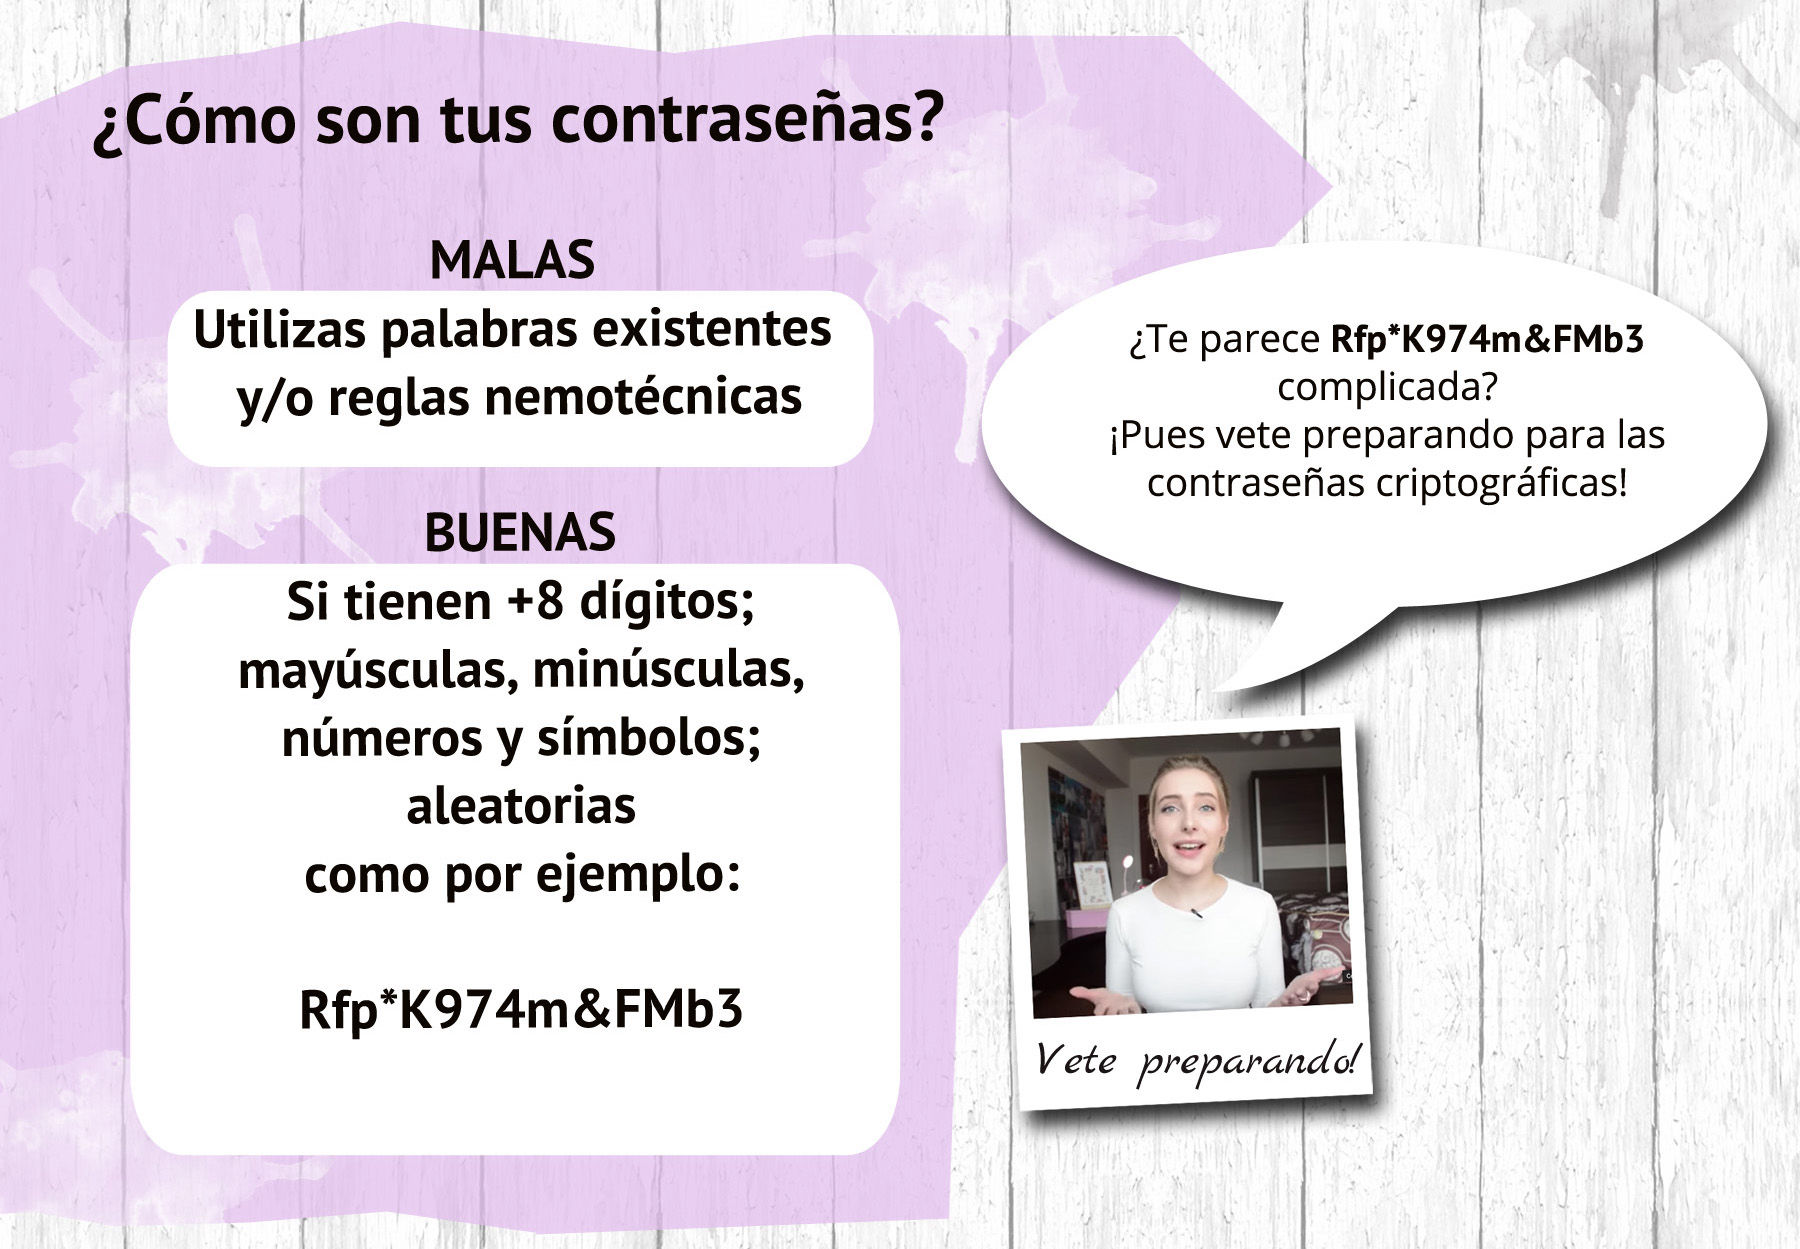 ¿Cómo son tus contraseñas?
MALAS
Utilizas palabras existentes
y/o reglas nemotécnicas
BUENAS
Si tienen +8 dígitos;
mayúsculas, minúsculas,
números y símbolos;
aleatorias
como por ejemplo:
Rfp*K974m&FMb3
¿Te parece Rfp*K974m&FMb3
complicada?
¡Pues vete preparando para las
contraseñas criptográficas!
Vete preparando!